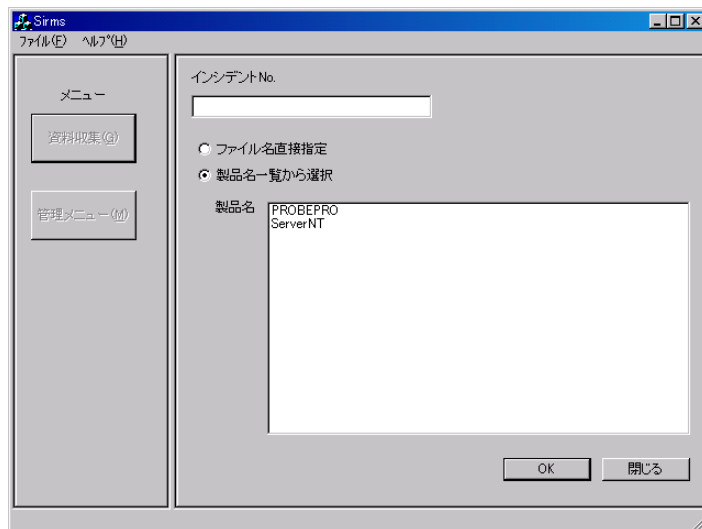 Sirms
ﾌｧｲﾙ(F) ﾍﾙﾌﾟ(H)
メニュー
資料収集(G)
管理メニュー(M)
インシデントNo.
ファイル名直接指定
製品名一覧から選択
製品名
PROBEPRO
ServerNT
OK 閉じる